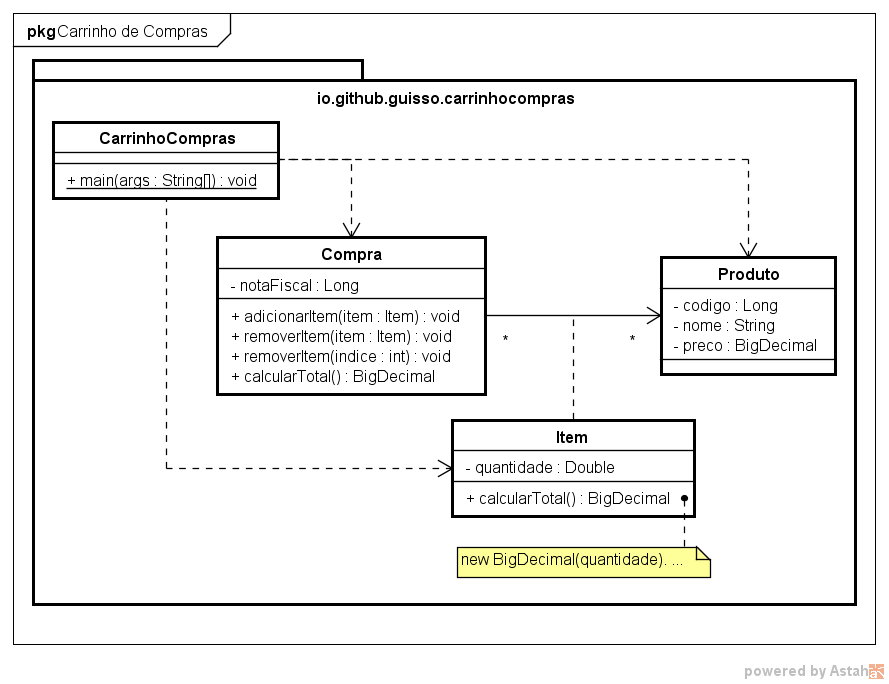 pkg Carrinho de Compras
io.github.guisso.carrinhocompras
CarrinhoCompras
+ main(args : String[]) : void
Compra
- notaFiscal : Long
+ adicionarItem(item : Item) : void
+ removerItem(item : Item) : void
+ removerItem(indice : int) : void
+ calcularTotal() : BigDecimal
*
*
Produto
- codigo : Long
- nome : String
- preco : BigDecimal
Item
- quantidade : Double
+ calcularTotal() : BigDecimal
new BigDecimal(quantidade). ...
powered by Astah